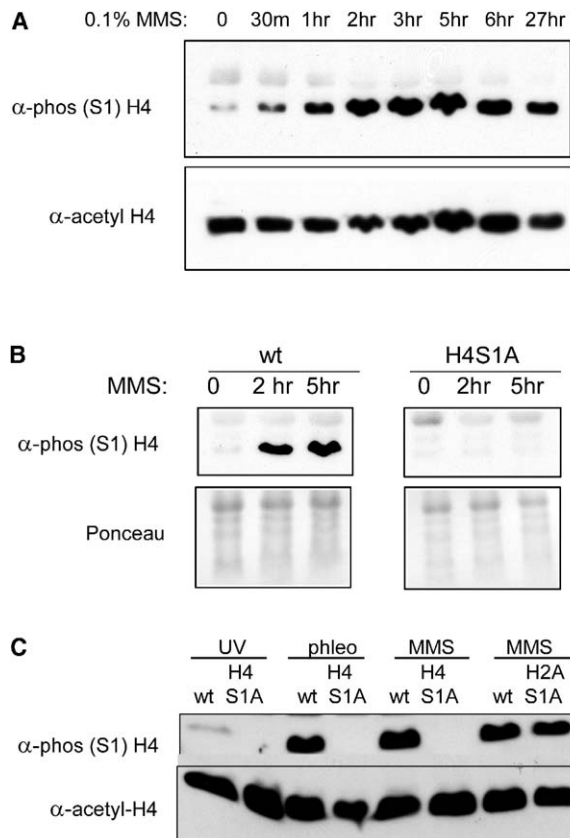 A
0.1% MMS: 0 30m 1hr 2hr 3hr 5hr 6hr 27hr
α-phos (S1) H4
α-acetyl H4
B
wt H4S1A
MMS: 0 2 hr 5hr 0 2hr 5hr
α-phos (S1) H4
Ponceau
C
UV phleo MMS MMS
H4 H4 H4 H2A
wt S1A wt S1A wt S1A wt S1A
α-phos (S1) H4
α-acetyl-H4